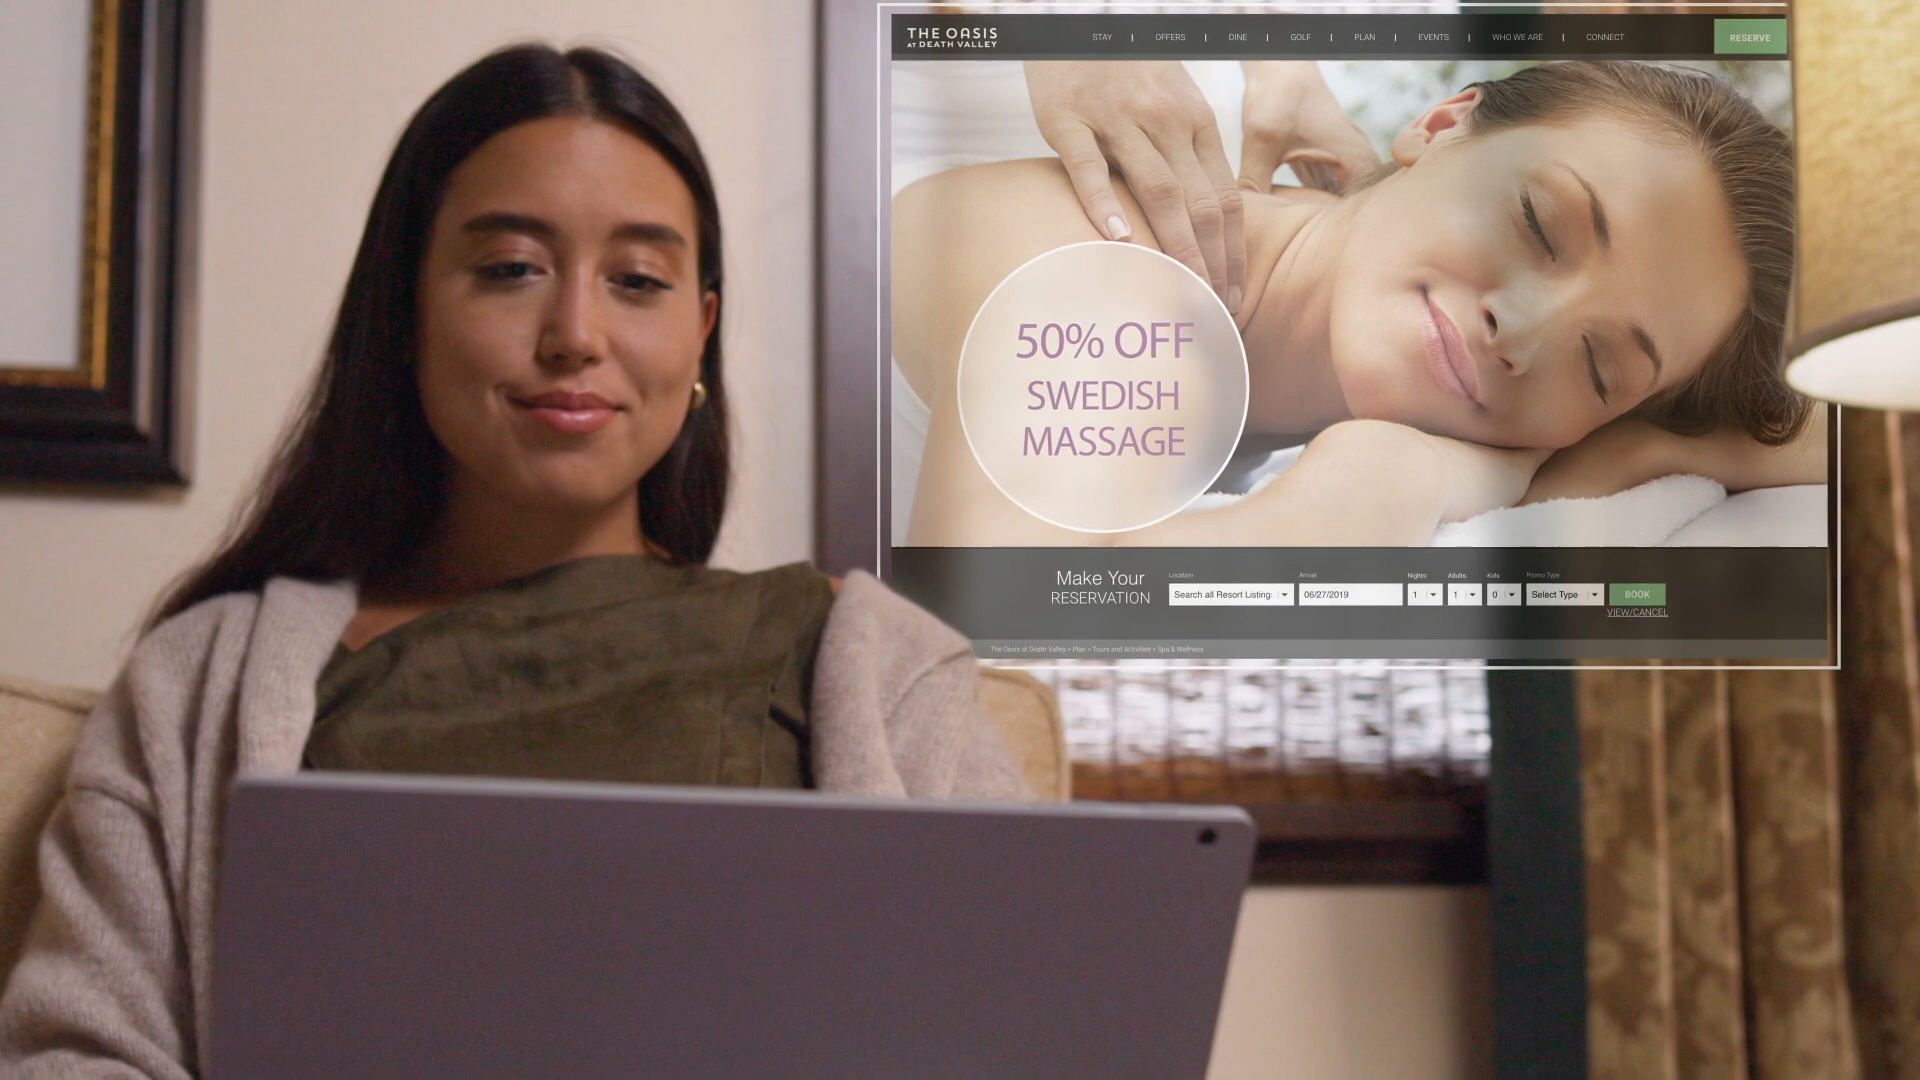 THE OASIS
AT DEATH VALLEY
STAY | OFFERS | DINE | GOLF | PLAN | EVENTS | WHO WE ARE | CONNECT
RESERVE
50% OFF
SWEDISH
MASSAGE
Make Your
RESERVATION
Location Arrival Nights: Adults: Kids: Promo Type
Search all Resort Listing: 06/27/2019 1 1 0 Select Type BOOK
VIEW/CANCEL
The Oasis at Death Valley > Plan > Tours and Activities > Spa & Wellness